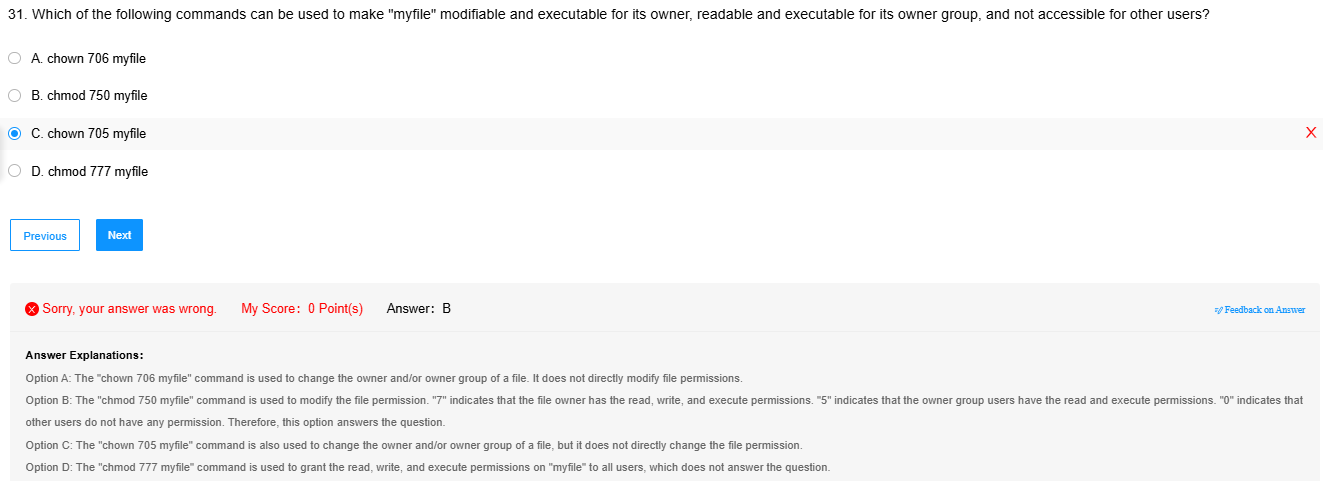 31. Which of the following commands can be used to make "myfile" modifiable and executable for its owner, readable and executable for its owner group, and not accessible for other users?
A. chown 706 myfile
B. chmod 750 myfile
C. chown 705 myfile
X
D. chmod 777 myfile
Previous
Next
Sorry, your answer was wrong. My Score: 0 Point(s) Answer: B
Feedback on Answer
Answer Explanations:
Option A: The "chown 706 myfile" command is used to change the owner and/or owner group of a file. It does not directly modify file permissions.
Option B: The "chmod 750 myfile" command is used to modify the file permission. "7" indicates that the file owner has the read, write, and execute permissions. "5" indicates that the owner group users have the read and execute permissions. "0" indicates that
other users do not have any permission. Therefore, this option answers the question.
Option C: The "chown 705 myfile" command is also used to change the owner and/or owner group of a file, but it does not directly change the file permission.
Option D: The "chmod 777 myfile" command is used to grant the read, write, and execute permissions on "myfile" to all users, which does not answer the question.